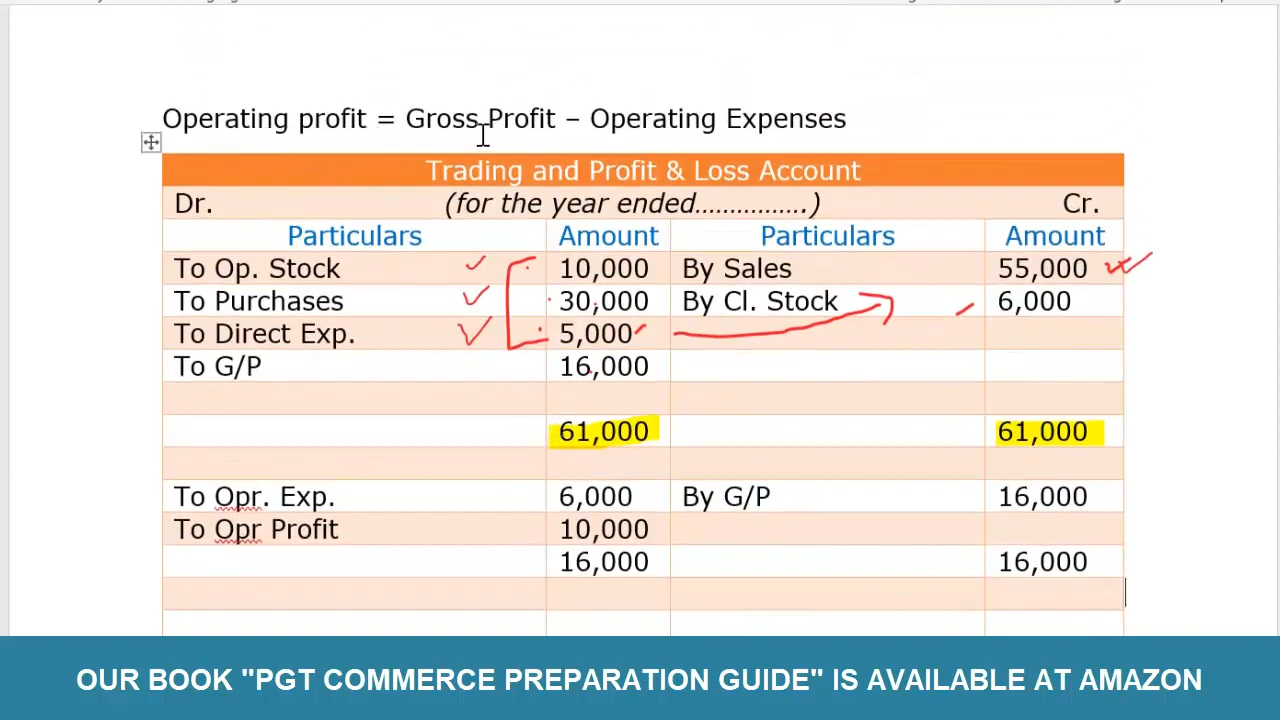 Operating profit = Gross Profit – Operating Expenses
Trading and Profit & Loss Account
Dr. (for the year ended…………….) Cr.
Particulars Amount Particulars Amount
To Op. Stock 10,000 By Sales 55,000
To Purchases 30,000 By Cl. Stock 6,000
To Direct Exp. 5,000
To G/P 16,000
61,000 61,000
To Opr. Exp. 6,000 By G/P 16,000
To Opr Profit 10,000
16,000 16,000
OUR BOOK "PGT COMMERCE PREPARATION GUIDE" IS AVAILABLE AT AMAZON